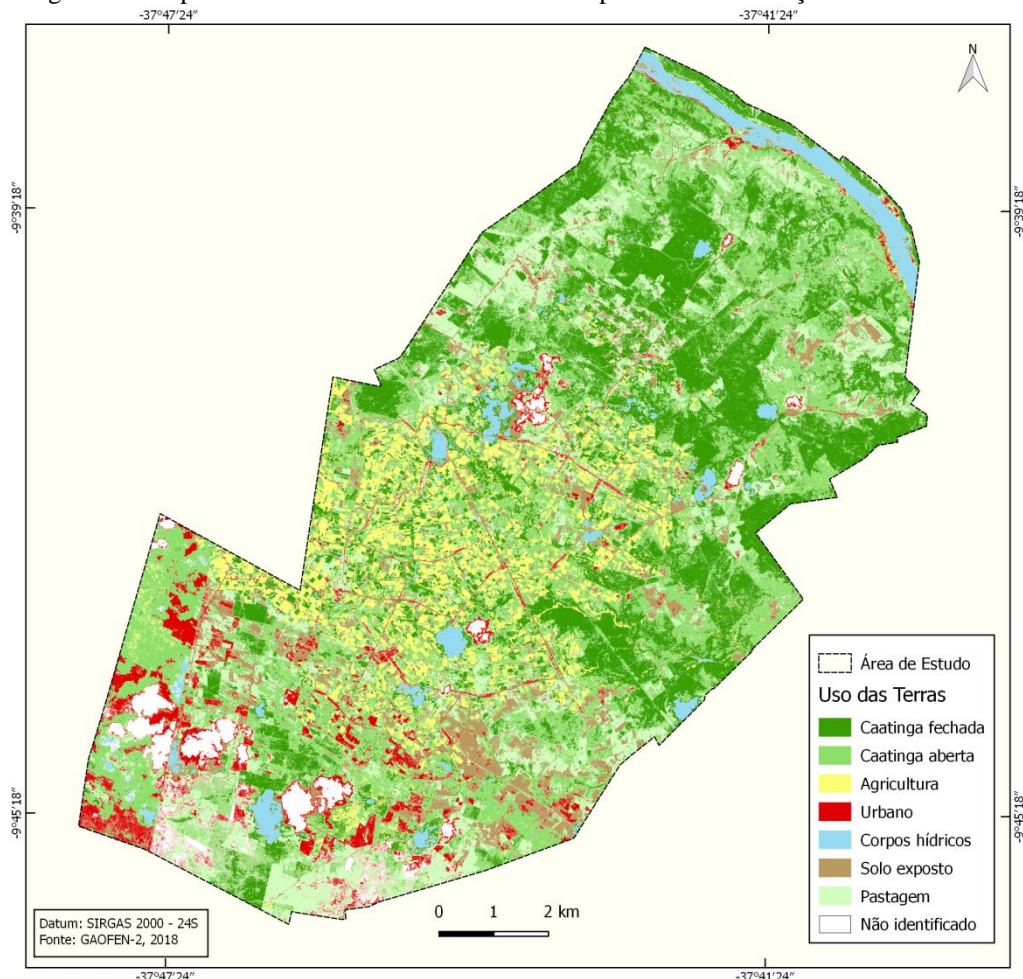 -37°47'24''
-37°41'24''
N
-9°39'18''
-9°39'18''
Área de Estudo
Uso das Terras
Caatinga fechada
Caatinga aberta
Agricultura
Urbano
Corpos hídricos
Solo exposto
Pastagem
Não identificado
-9°45'18''
-9°45'18''
0 1 2 km
Datum: SIRGAS 2000 - 24S
Fonte: GAOFEN-2, 2018
-37°47'24''
-37°41'24''